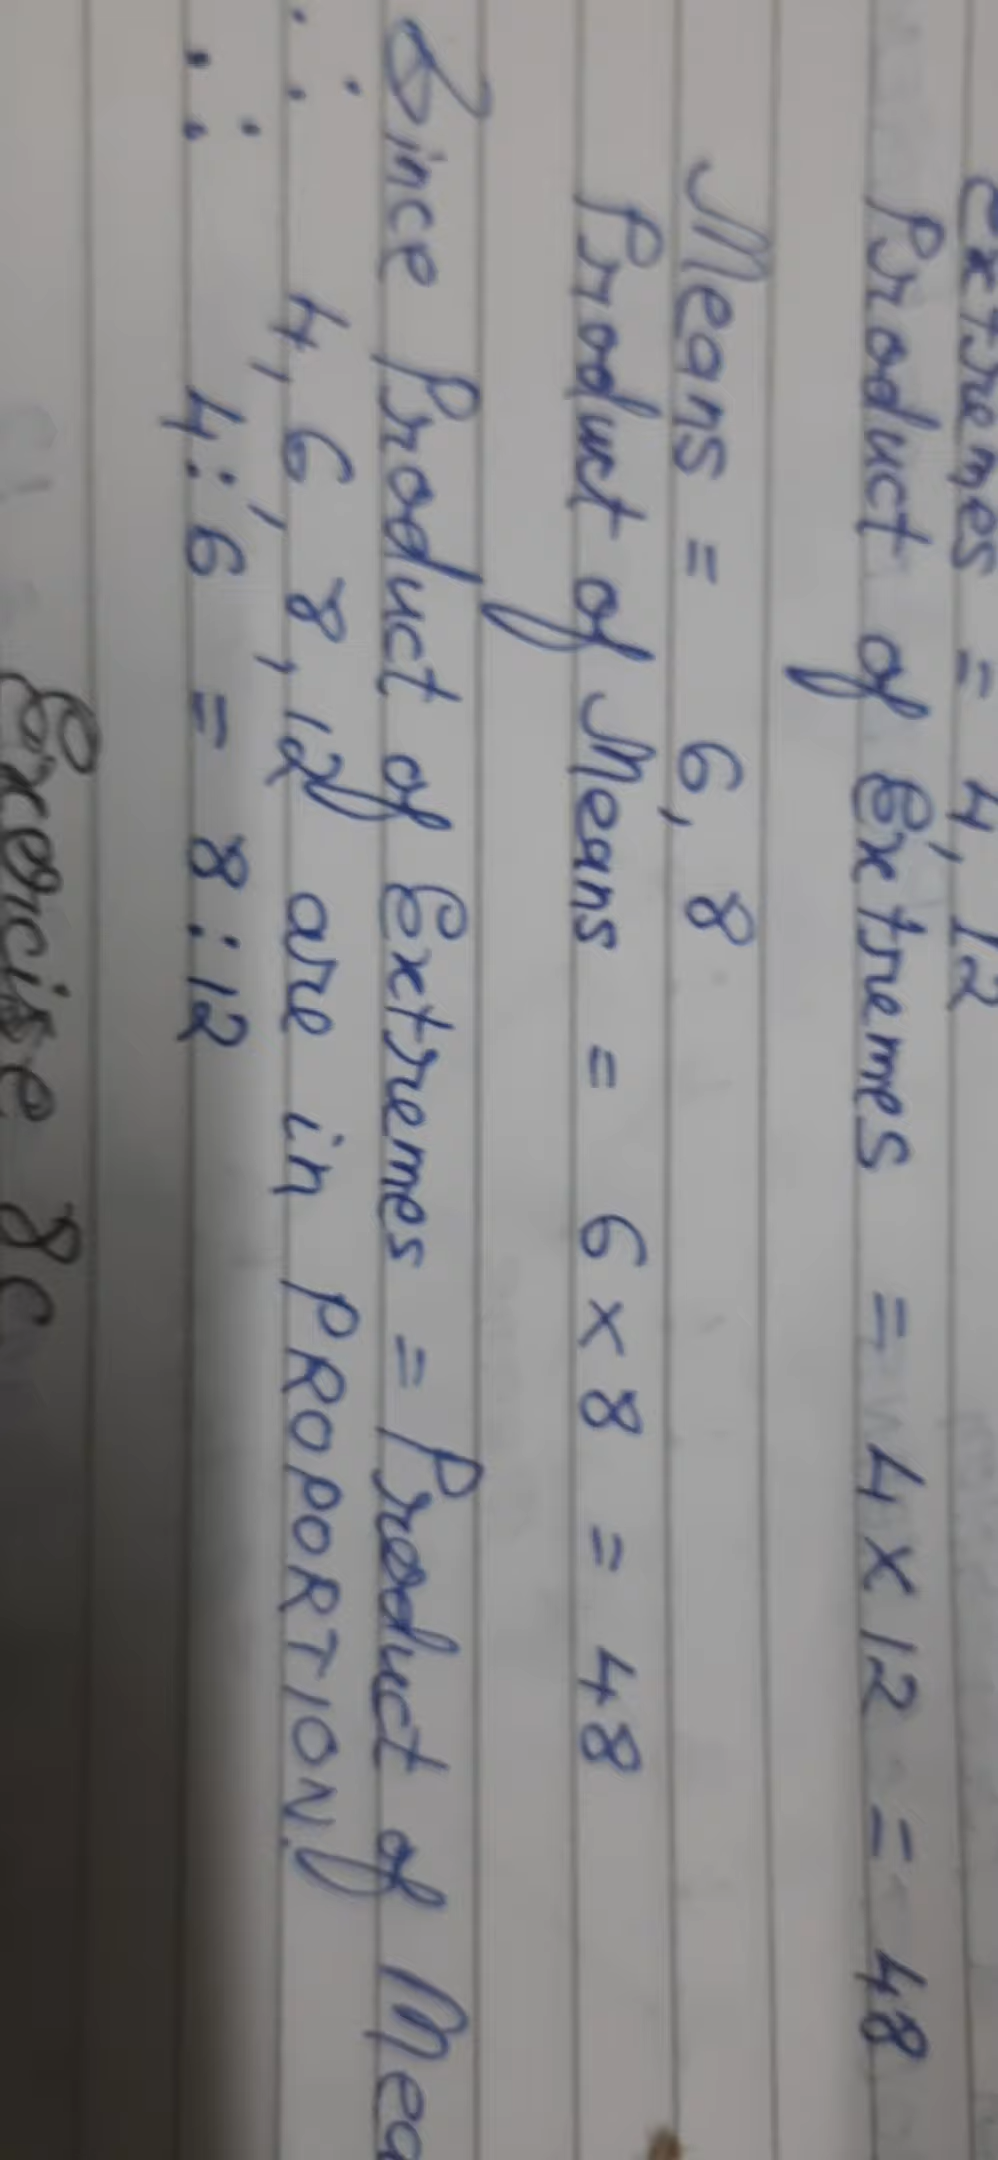 Extremes = 4, 12
Product of Extremes = 4 x 12 = 48
Means = 6, 8
Product of Means = 6 x 8 = 48
Since Product of Extremes = Product of Mea
∴ 4, 6, 8, 12 are in PROPORTION.
∴ 4:6 = 8:12
Exercise 8c